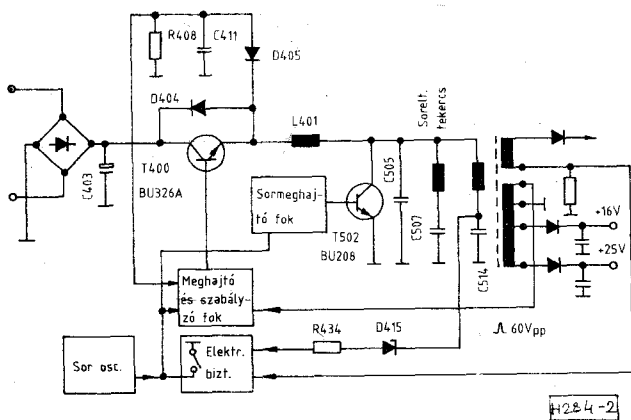 R408
C411
D405
D404
T400
BU326A
C403
L401
Sorelt.
tekercs
C505
C507
C514
Sormeghaj-
tó fok
T502
BU208
+16V
+25V
Meghajtó
és szabály-
zó fok
60Vpp
R434
D415
Sor osc.
Elektr.
bizt.
H284-2